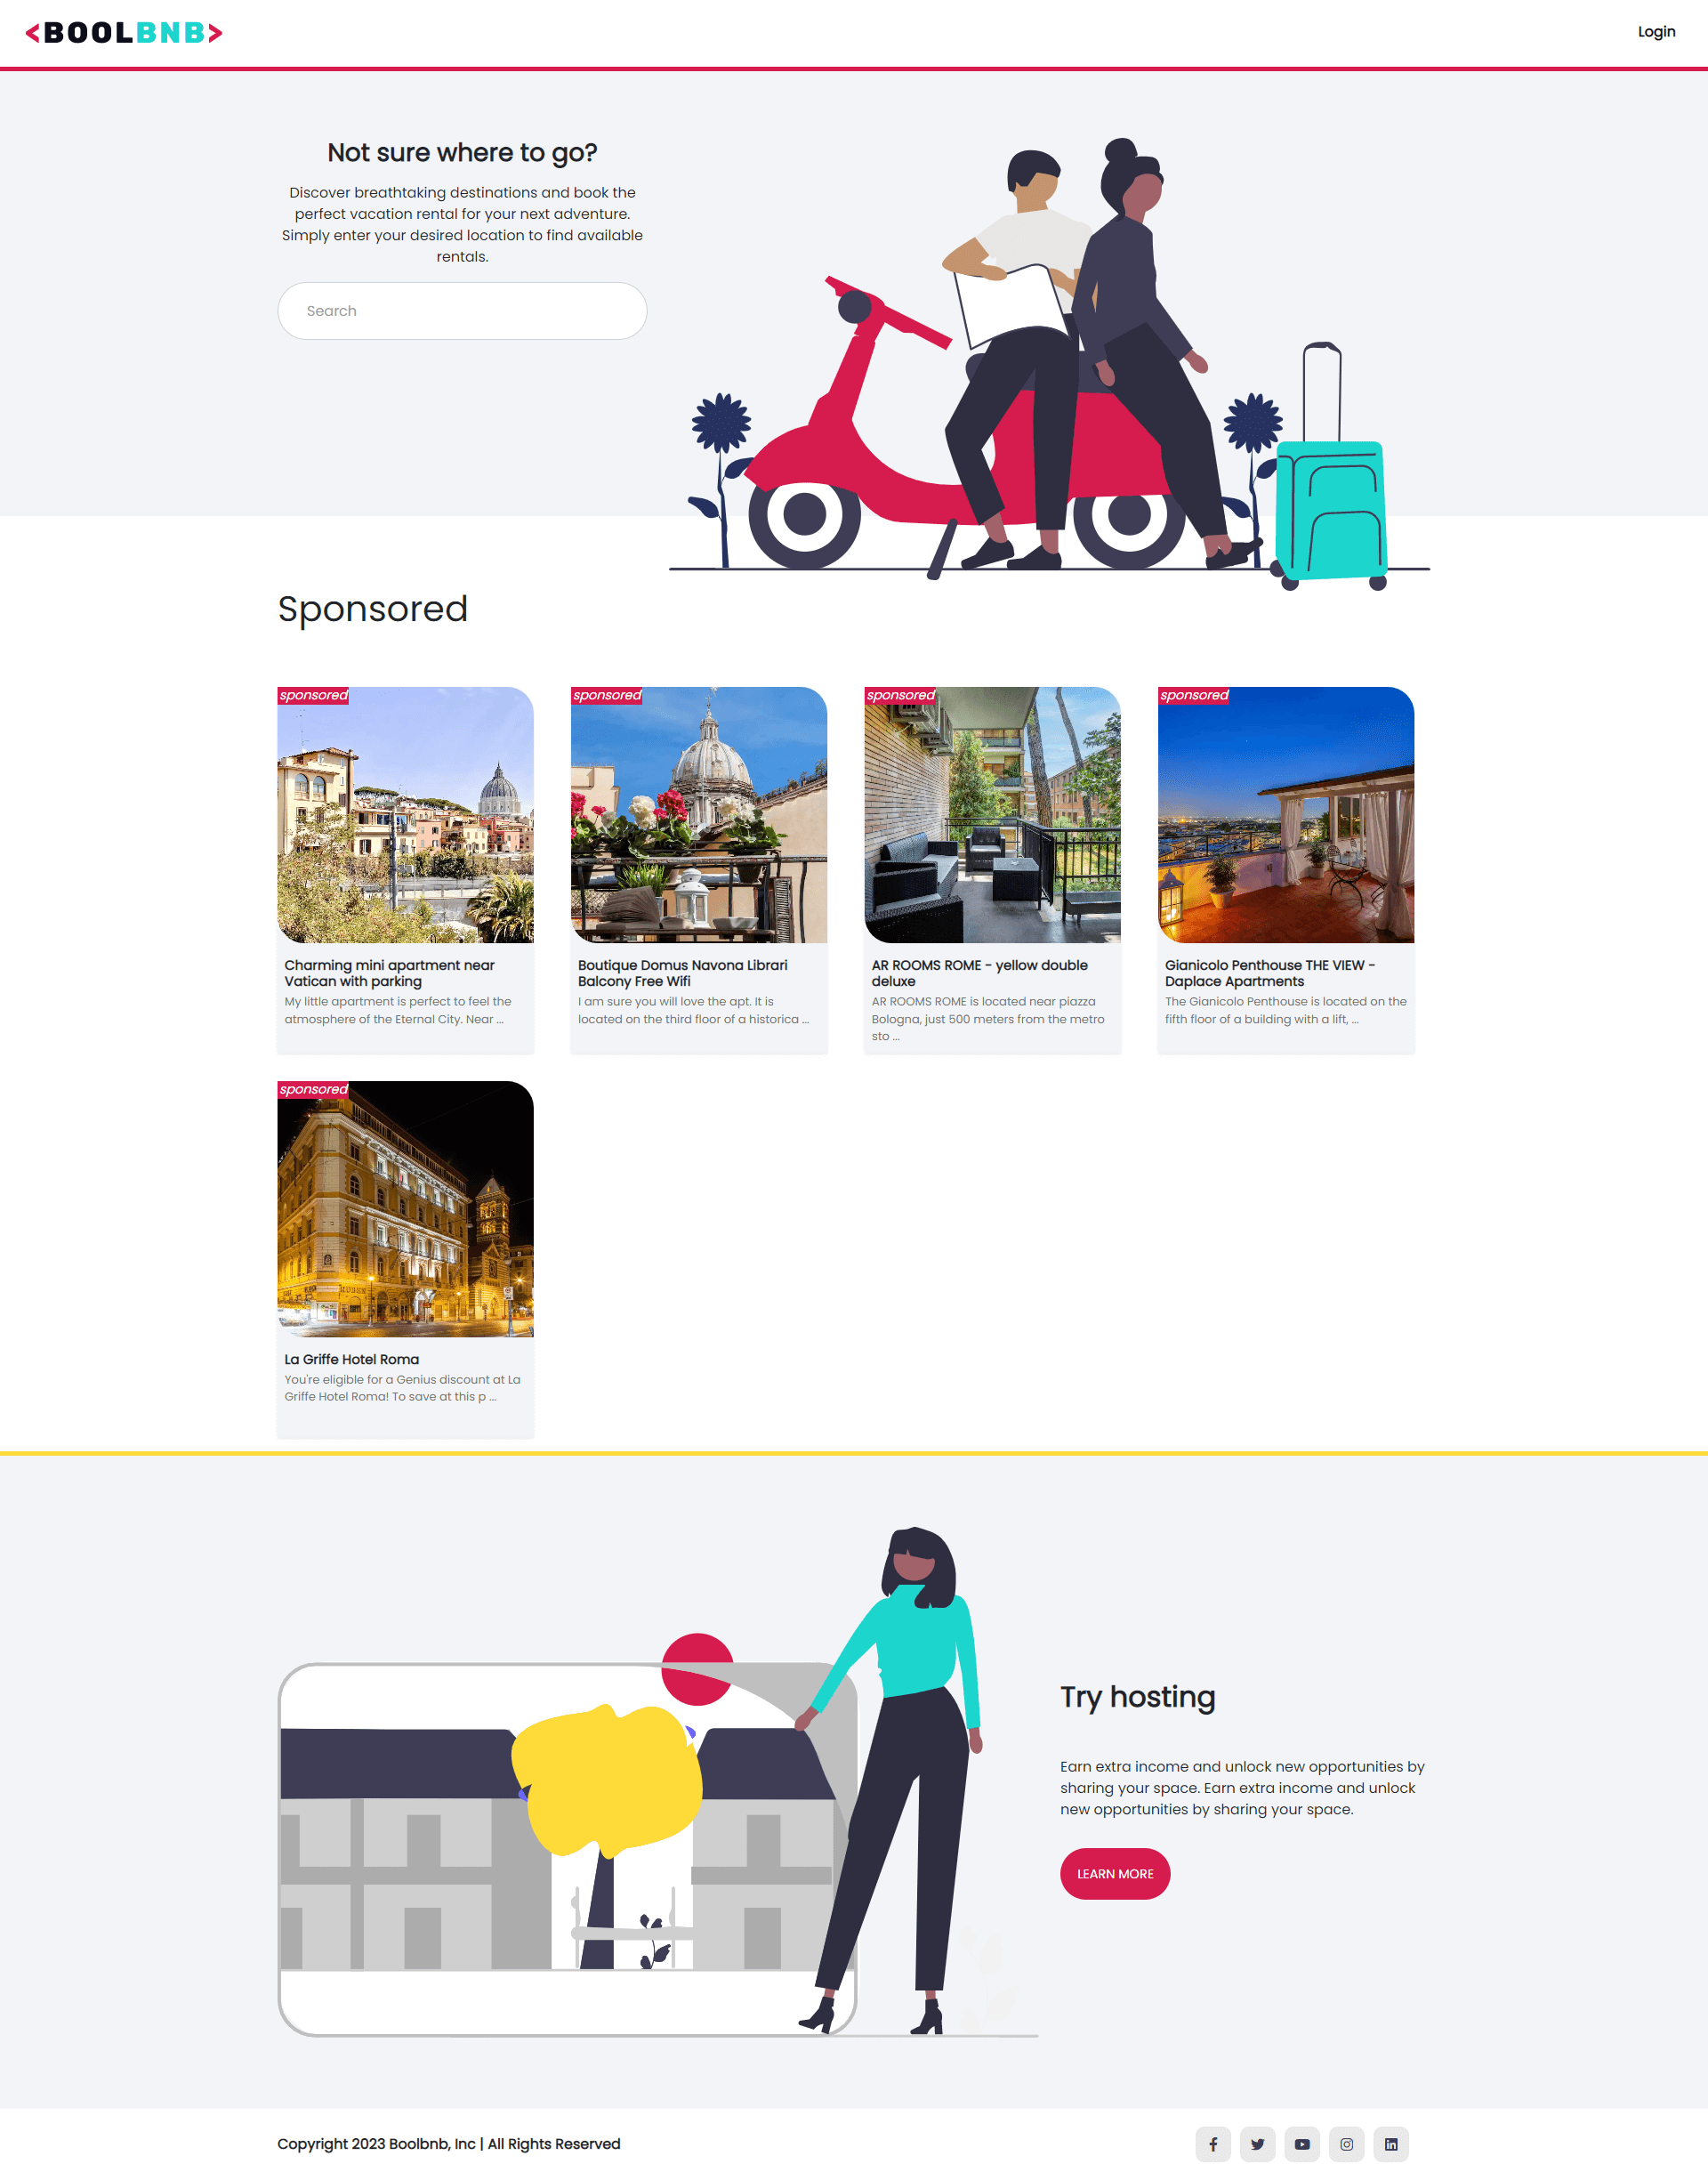 <BOOLBNB>
Login
Not sure where to go?
Discover breathtaking destinations and book the
perfect vacation rental for your next adventure.
Simply enter your desired location to find available
rentals.
Search
Sponsored
sponsored
Charming mini apartment near
Vatican with parking
My little apartment is perfect to feel the
atmosphere of the Eternal City. Near ...
sponsored
Boutique Domus Navona Librari
Balcony Free Wifi
I am sure you will love the apt. It is
located on the third floor of a historica ...
sponsored
AR ROOMS ROME - yellow double
deluxe
AR ROOMS ROME is located near piazza
Bologna, just 500 meters from the metro
sto ...
sponsored
Gianicolo Penthouse THE VIEW -
Daplace Apartments
The Gianicolo Penthouse is located on the
fifth floor of a building with a lift, ...
sponsored
La Griffe Hotel Roma
You're eligible for a Genius discount at La
Griffe Hotel Roma! To save at this p ...
Try hosting
Earn extra income and unlock new opportunities by
sharing your space. Earn extra income and unlock
new opportunities by sharing your space.
LEARN MORE
Copyright 2023 Boolbnb, Inc | All Rights Reserved